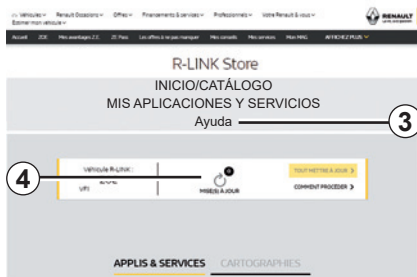 Véhicules Renault Occasions Offres Financements & services Professionnels Votre Renault & vous
Estimer mon véhicule
RENAULT
Accueil ZOE Mes avantages Z.E. ZE Pass Les offres à ne pas manquer Mes conseils Mes services Mon MAG AFFICHEZ PLUS
R-LINK Store
INICIO/CATÁLOGO
MIS APLICACIONES Y SERVICIOS
Ayuda
3
4
Véhicule R-LINK :
VF1
MISE(S) À JOUR
TOUT METTRE À JOUR
COMMENT PROCÉDER
APPLIS & SERVICES CARTOGRAPHIES